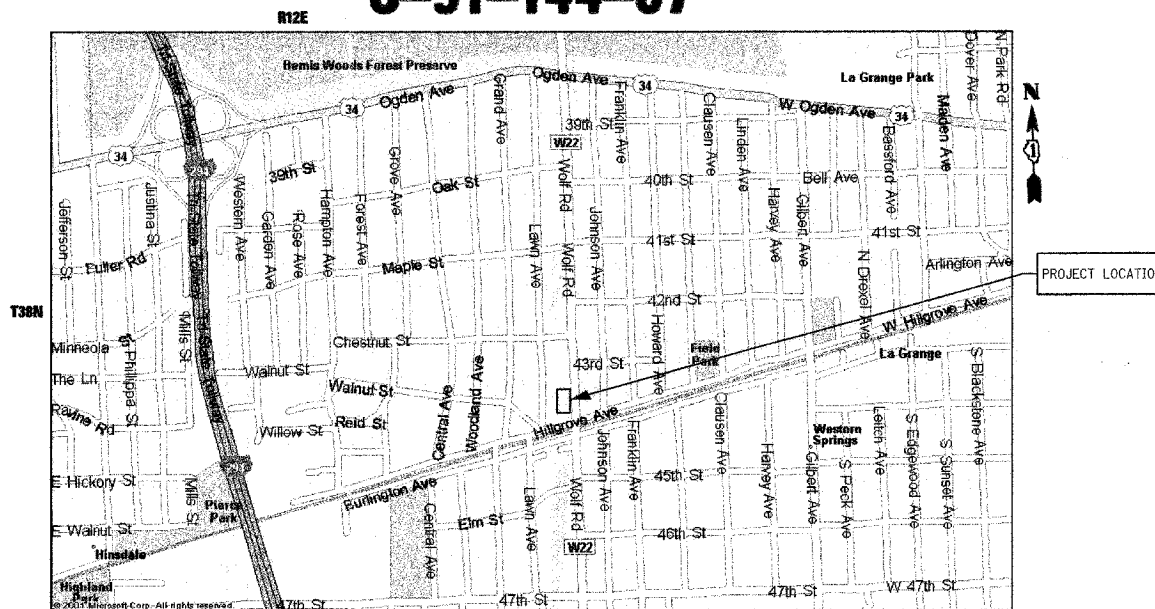 R12E
Bemis Woods Forest Preserve
Ogden Ave
34
La Grange Park
Dover Ave
N Park Rd
N
34
Ogden Ave
Grand Ave
Franklin Ave
Clausen Ave
W Ogden Ave
34
Maiden Ave
34
39th St
W22
39th St
Linden Ave
Bassford Ave
Grove Ave
Oak St
Wolf Rd
40th St
Bell Ave
Jefferson St
Justina St
Western Ave
Garden Ave
Rose Ave
Hampton Ave
Forest Ave
Lawn Ave
Johnson Ave
41st St
Harvey Ave
Gilbert Ave
41st St
Fuller Rd
Maple St
Wolf Rd
N Drexel Ave
Arlington Ave
PROJECT LOCATIO
T38N
42nd St
Mills St
W Hillgrove Ave
Minneola
S Philippa St
Chestnut St
43rd St
Howard Ave
Field
Park
La Grange
The Ln
Walnut St
Walnut St
Central Ave
Woodland Ave
S Blackstone Ave
Ravine Rd
Willow St
Reid St
Hillgrove Ave
Johnson Ave
Franklin Ave
Clausen Ave
Western
Springs
Leitch Ave
S Edgewood Ave
S Sunset Ave
E Hickory St
Mills St
Burlington Ave
Lawn Ave
Wolf Rd
45th St
Harvey Ave
Gilbert Ave
S Peck Ave
Pierce
Park
E Walnut St
Central Ave
Elm St
46th St
Hinsdale
W22
Highland
Park
47th St
47th St
47th St
W 47th St
© 2001 Microsoft Corp. All rights reserved.